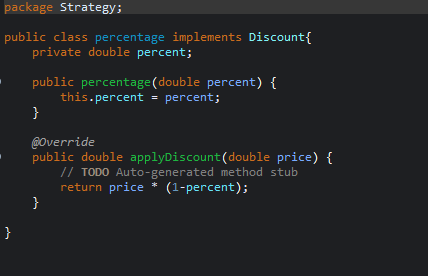 package Strategy;
public class percentage implements Discount{
private double percent;
public percentage(double percent) {
this.percent = percent;
}
@Override
public double applyDiscount(double price) {
// TODO Auto-generated method stub
return price * (1-percent);
}
}